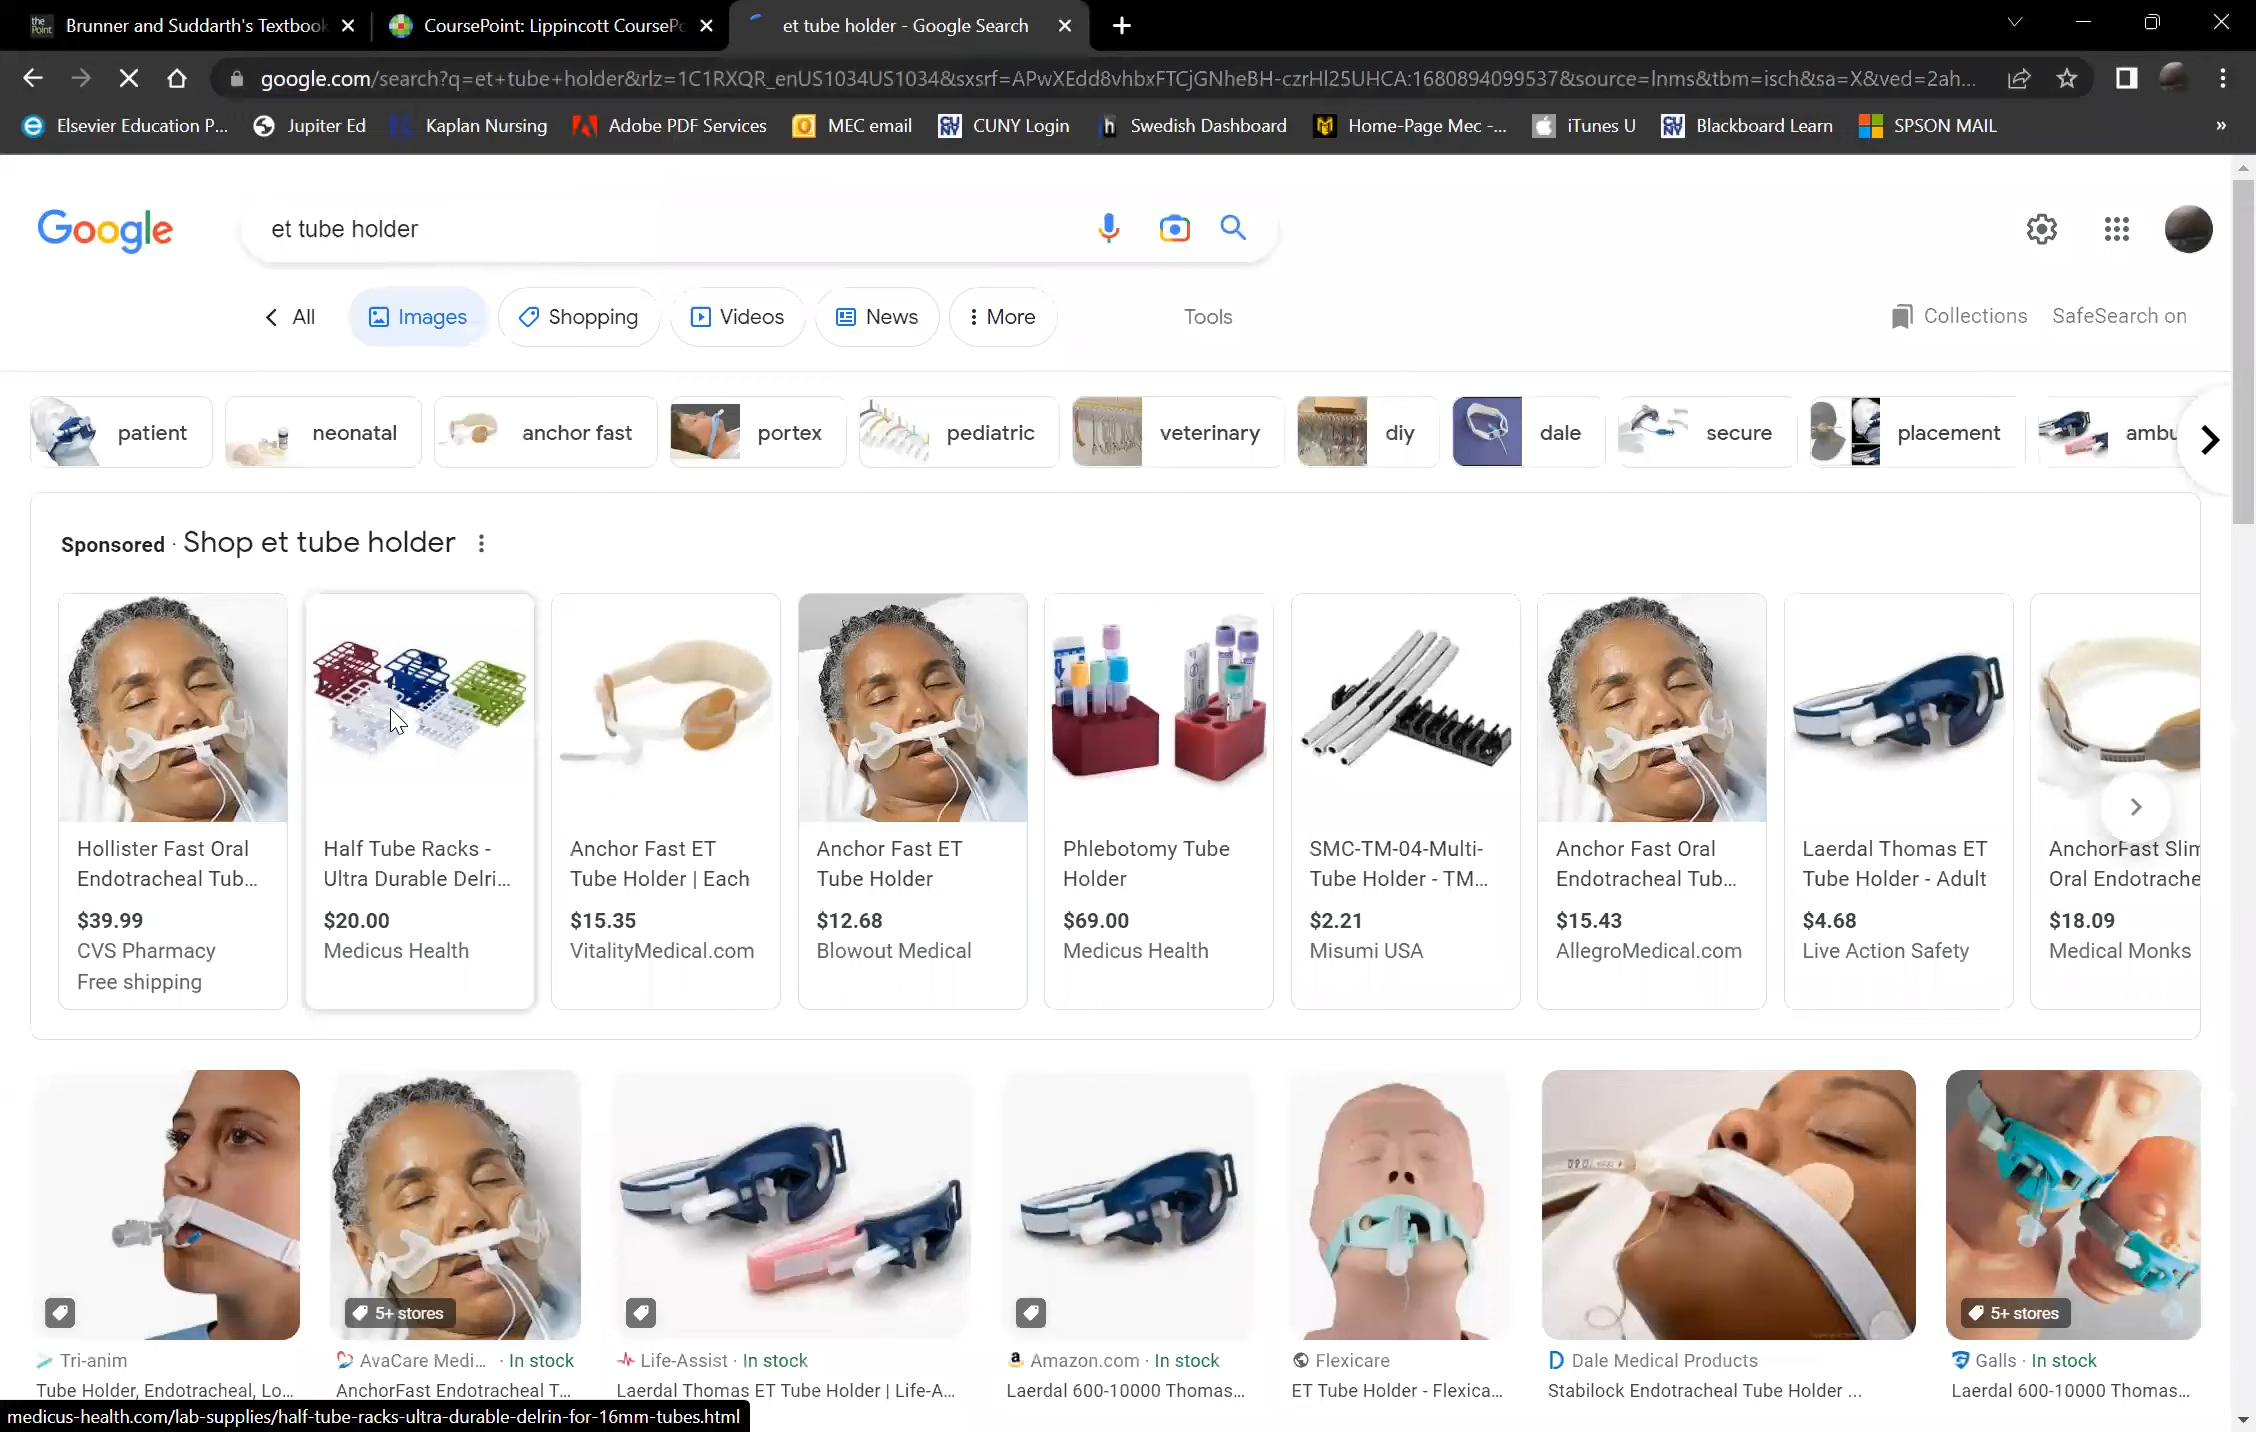 Brunner and Suddarth's Textbook
CoursePoint: Lippincott CourseP
et tube holder - Google Search
google.com/search?q=et+tube+holder&rlz=1C1RXQR_enUS1034US1034&sxsrf=APwXEdd8vhbxFTCjGNheBH-czrHl25UHCA:1680894099537&source=lnms&tbm=isch&sa=X&ved=2ah...
Elsevier Education P...
Jupiter Ed
Kaplan Nursing
Adobe PDF Services
MEC email
CUNY Login
Swedish Dashboard
Home-Page Mec -...
iTunes U
Blackboard Learn
SPSON MAIL
»
Google
et tube holder
All
Images
Shopping
Videos
News
More
Tools
Collections
SafeSearch on
patient
neonatal
anchor fast
portex
pediatric
veterinary
diy
dale
secure
placement
ambu
Sponsored · Shop et tube holder
Hollister Fast Oral
Endotracheal Tub...
$39.99
CVS Pharmacy
Free shipping
Half Tube Racks -
Ultra Durable Delri...
$20.00
Medicus Health
Anchor Fast ET
Tube Holder | Each
$15.35
VitalityMedical.com
Anchor Fast ET
Tube Holder
$12.68
Blowout Medical
Phlebotomy Tube
Holder
$69.00
Medicus Health
SMC-TM-04-Multi-
Tube Holder - TM...
$2.21
Misumi USA
Anchor Fast Oral
Endotracheal Tub...
$15.43
AllegroMedical.com
Laerdal Thomas ET
Tube Holder - Adult
$4.68
Live Action Safety
AnchorFast Slim
Oral Endotrache
$18.09
Medical Monks
Tri-anim
Tube Holder, Endotracheal, Lo...
5+ stores
AvaCare Medi... · In stock
AnchorFast Endotracheal T...
Life-Assist · In stock
Laerdal Thomas ET Tube Holder | Life-A...
Amazon.com · In stock
Laerdal 600-10000 Thomas...
Flexicare
ET Tube Holder - Flexica...
Dale Medical Products
Stabilock Endotracheal Tube Holder ...
5+ stores
Galls · In stock
Laerdal 600-10000 Thomas...
medicus-health.com/lab-supplies/half-tube-racks-ultra-durable-delrin-for-16mm-tubes.html